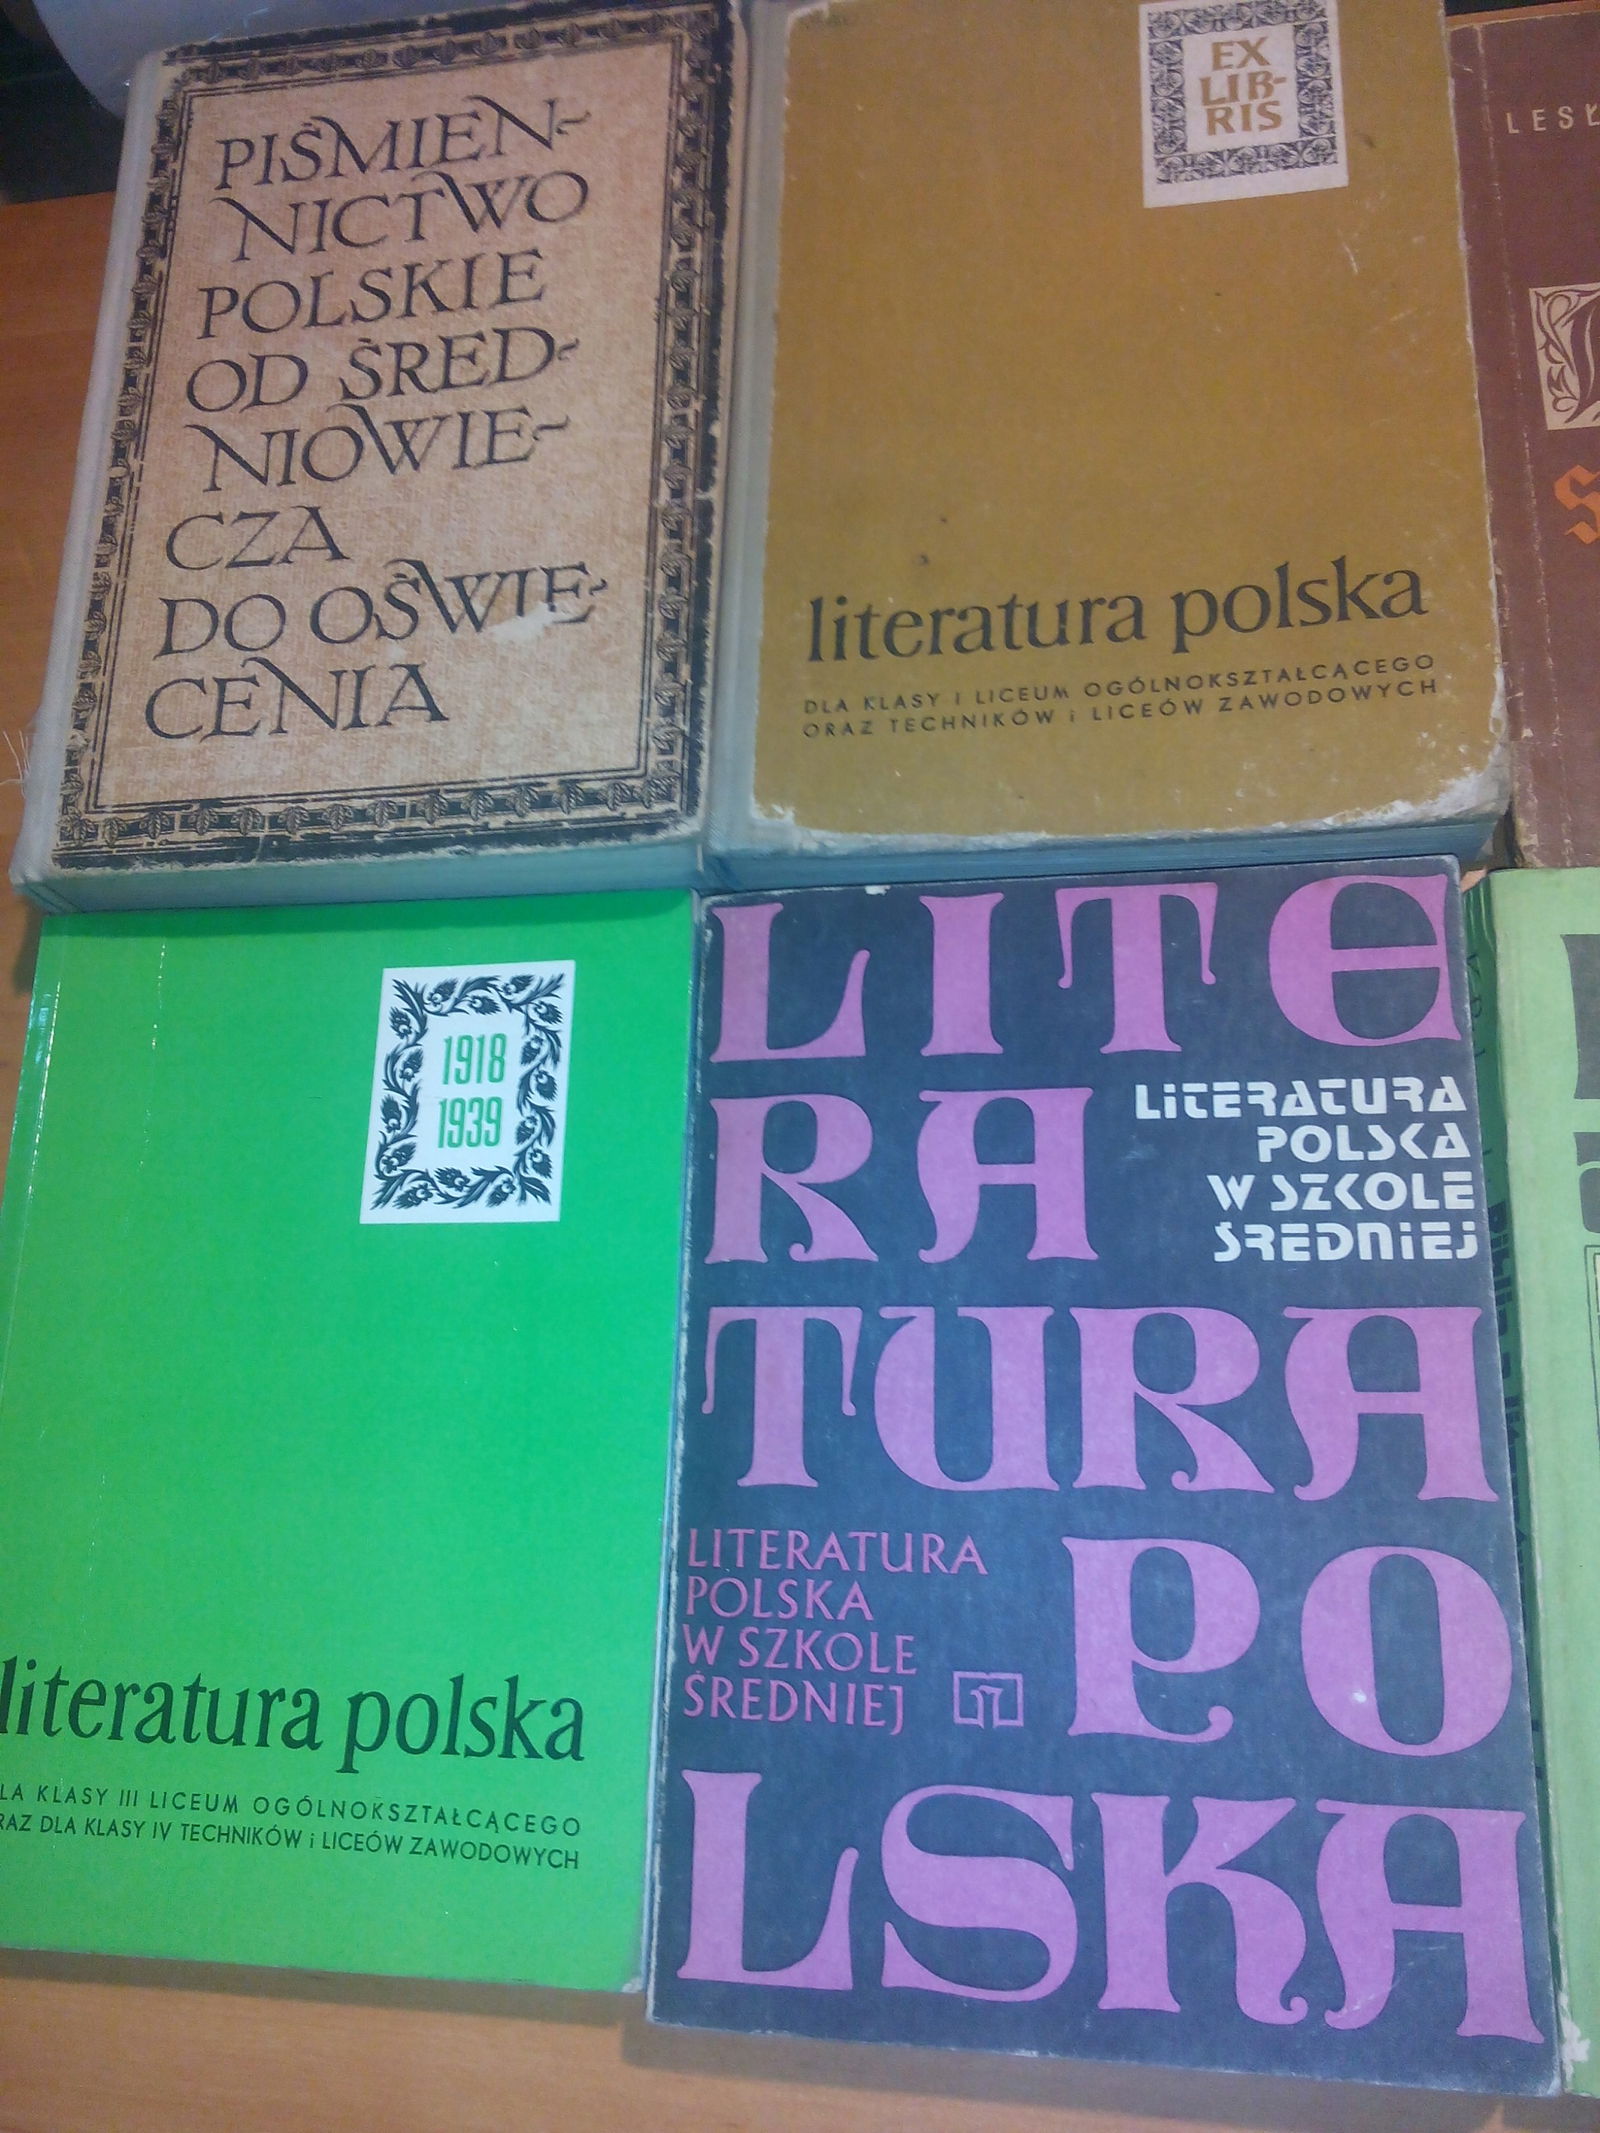 PIŚMIEN-
NICTWO
POLSKIE
OD ŚRED-
NIOWIE-
CZA
DO OŚWIE-
CENIA
EX
LIB-
RIS
literatura polska
DLA KLASY I LICEUM OGÓLNOKSZTAŁCĄCEGO
ORAZ TECHNIKÓW i LICEÓW ZAWODOWYCH
LESŁ
1918
1939
literatura polska
LA KLASY III LICEUM OGÓLNOKSZTAŁCĄCEGO
RAZ DLA KLASY IV TECHNIKÓW i LICEÓW ZAWODOWYCH
LITE
RA
TURA
PO
LSKA
LITERATURA
POLSKA
W SZKOLE
ŚREDNIEJ
LITERATURA
POLSKA
W SZKOLE
ŚREDNIEJ